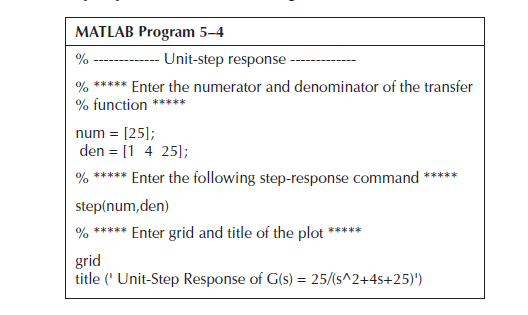 MATLAB Program 5–4
% ------------- Unit-step response -------------
% ***** Enter the numerator and denominator of the transfer
% function *****
num = [25];
den = [1 4 25];
% ***** Enter the following step-response command *****
step(num,den)
% ***** Enter grid and title of the plot *****
grid
title (' Unit-Step Response of G(s) = 25/(s^2+4s+25)')